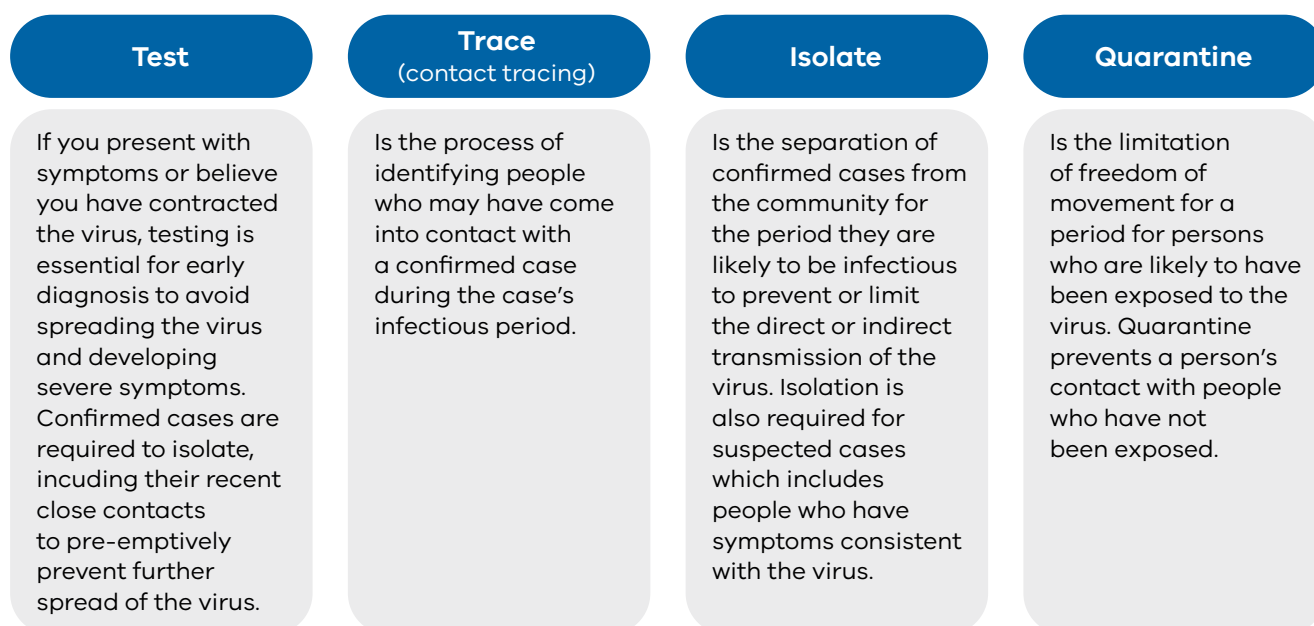 Test
If you present with
symptoms or believe
you have contracted
the virus, testing is
essential for early
diagnosis to avoid
spreading the virus
and developing
severe symptoms.
Confirmed cases are
required to isolate,
incuding their recent
close contacts
to pre-emptively
prevent further
spread of the virus.
Trace
(contact tracing)
Is the process of
identifying people
who may have come
into contact with
a confirmed case
during the case’s
infectious period.
Isolate
Is the separation of
confirmed cases from
the community for
the period they are
likely to be infectious
to prevent or limit
the direct or indirect
transmission of the
virus. Isolation is
also required for
suspected cases
which includes
people who have
symptoms consistent
with the virus.
Quarantine
Is the limitation
of freedom of
movement for a
period for persons
who are likely to have
been exposed to the
virus. Quarantine
prevents a person’s
contact with people
who have not
been exposed.